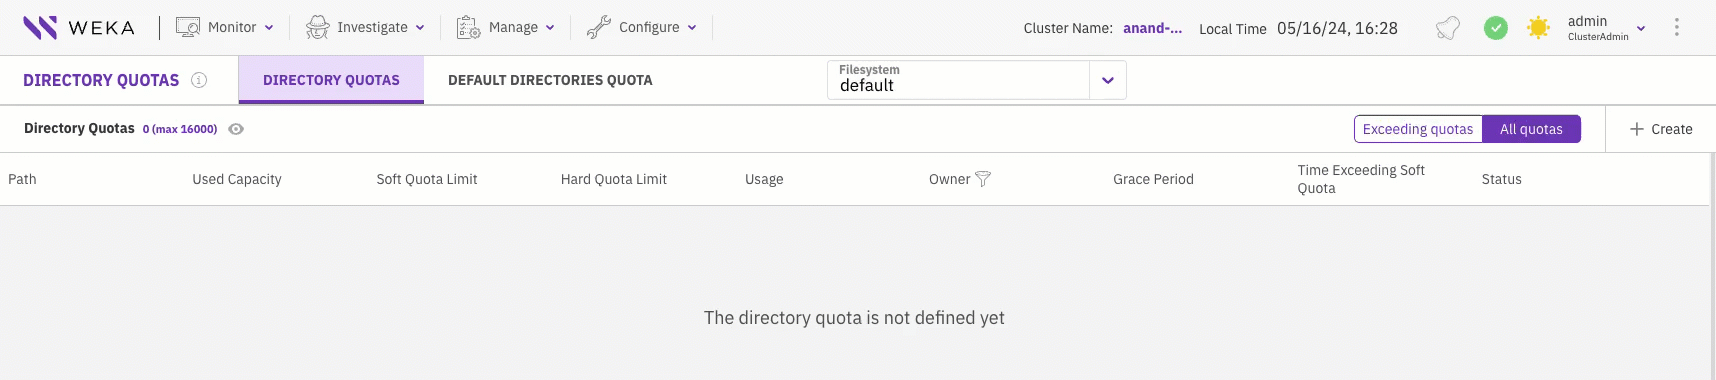 WEKA Monitor Investigate Manage Configure Cluster Name: anand-... Local Time 05/16/24, 16:28 admin
ClusterAdmin
DIRECTORY QUOTAS DIRECTORY QUOTAS DEFAULT DIRECTORIES QUOTA Filesystem
default
Directory Quotas 0 (max 16000) Exceeding quotas All quotas Create
Path Used Capacity Soft Quota Limit Hard Quota Limit Usage Owner Grace Period Time Exceeding Soft
Quota Status
The directory quota is not defined yet